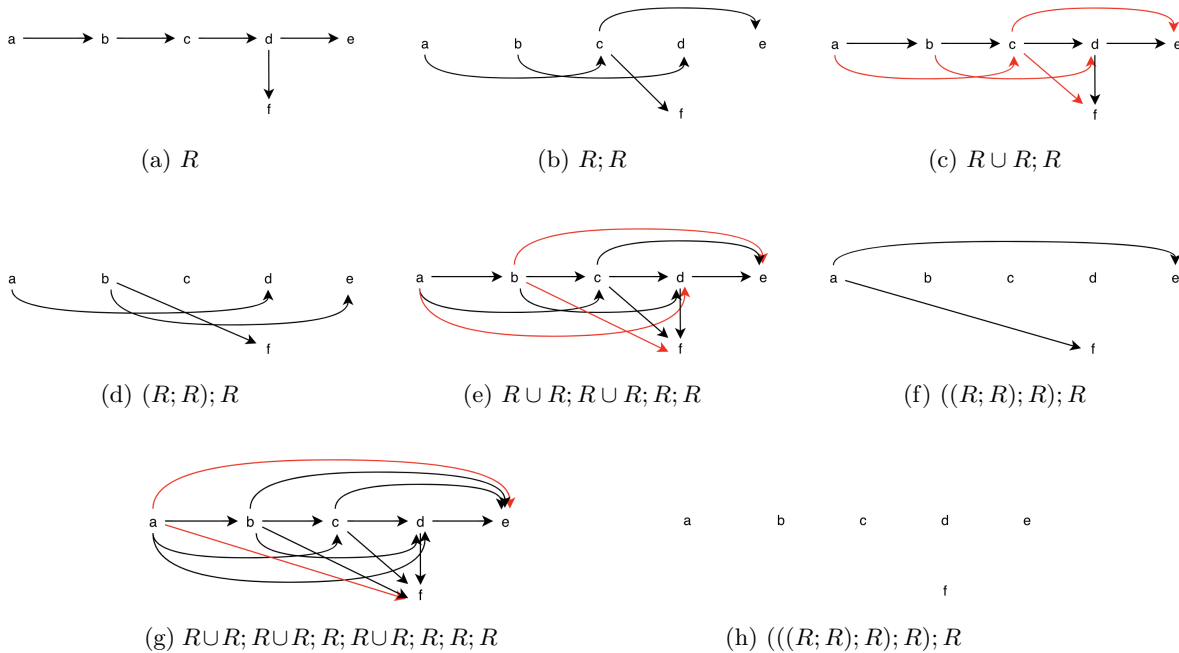 a b c d e
f
(a) R
a b c d e
f
(b) R; R
a b c d e
f
(c) R ∪ R; R
a b c d e
f
(d) (R; R); R
a b c d e
f
(e) R ∪ R; R ∪ R; R; R
a b c d e
f
(f) ((R; R); R); R
a b c d e
f
(g) R ∪ R; R ∪ R; R; R ∪ R; R; R; R
a b c d e
f
(h) (((R; R); R); R); R